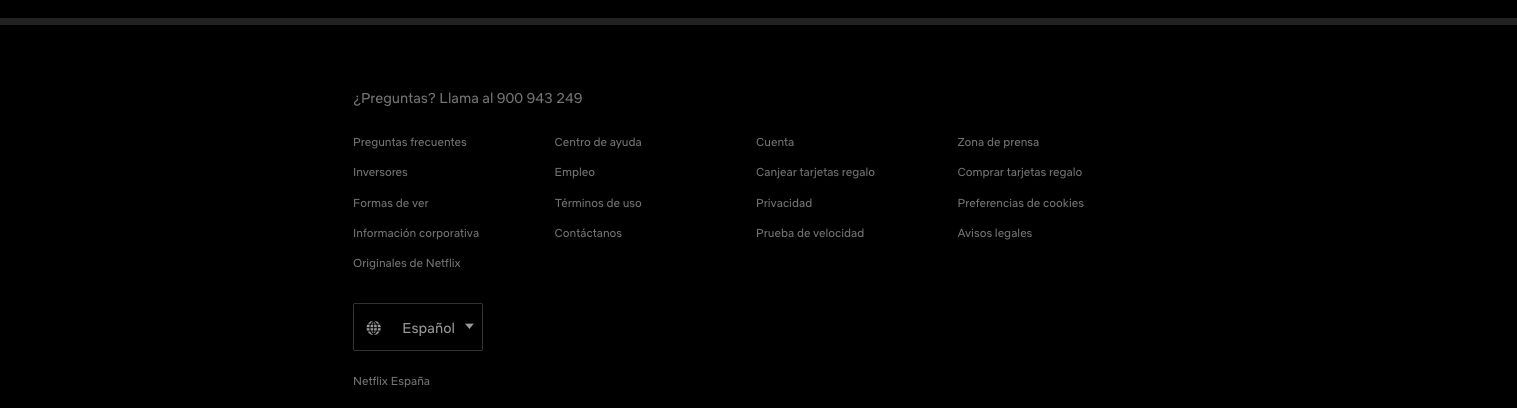 ¿Preguntas? Llama al 900 943 249
Preguntas frecuentes
Centro de ayuda
Cuenta
Zona de prensa
Inversores
Empleo
Canjear tarjetas regalo
Comprar tarjetas regalo
Formas de ver
Términos de uso
Privacidad
Preferencias de cookies
Información corporativa
Contáctanos
Prueba de velocidad
Avisos legales
Originales de Netflix
Español
Netflix España